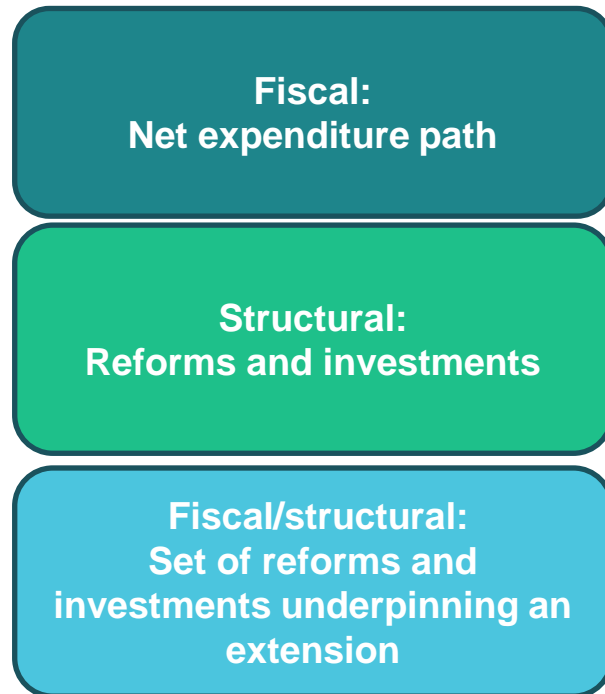 Fiscal:
Net expenditure path
Structural:
Reforms and investments
Fiscal/structural:
Set of reforms and
investments underpinning an
extension